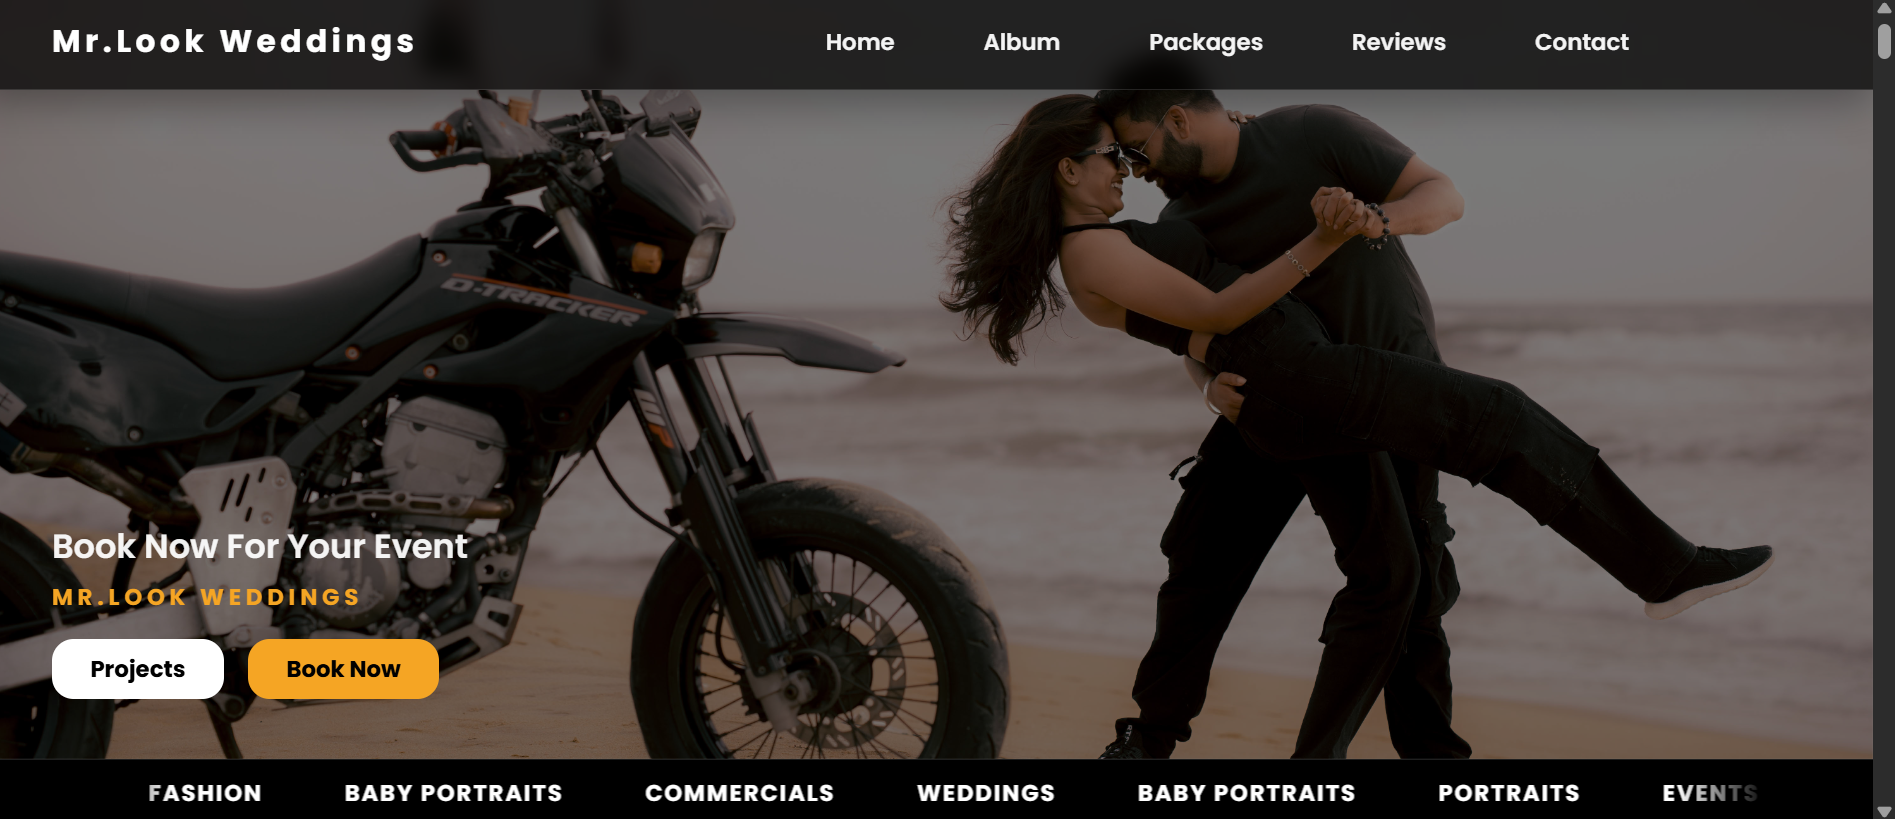 Mr.Look Weddings
Home Album Packages Reviews Contact
D-TRACKER
Book Now For Your Event
MR.LOOK WEDDINGS
Projects Book Now
FASHION BABY PORTRAITS COMMERCIALS WEDDINGS BABY PORTRAITS PORTRAITS EVENTS